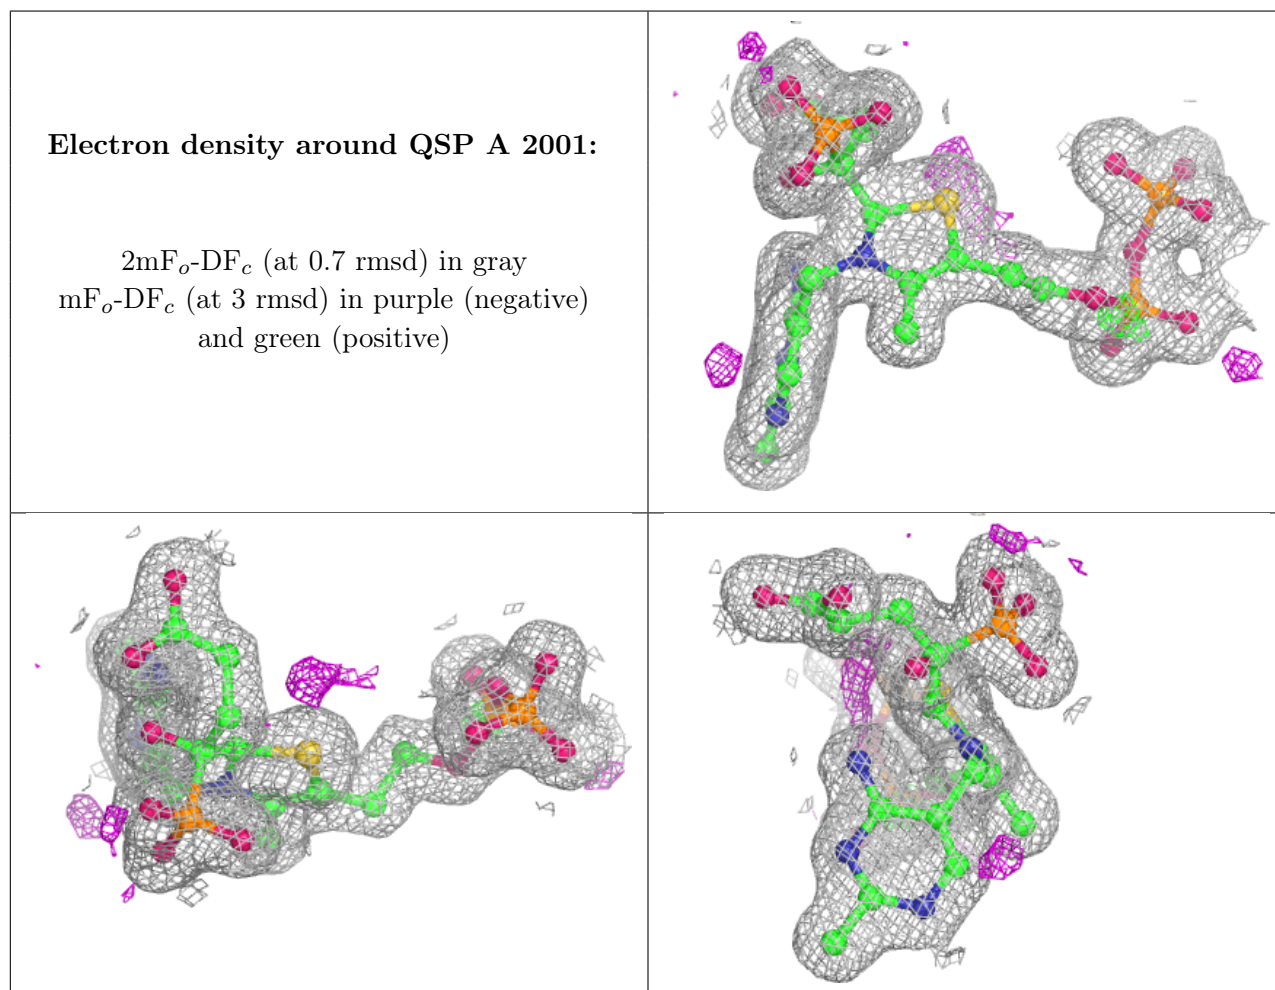 Electron density around QSP A 2001:
2mFo-DFc (at 0.7 rmsd) in gray
mFo-DFc (at 3 rmsd) in purple (negative)
and green (positive)